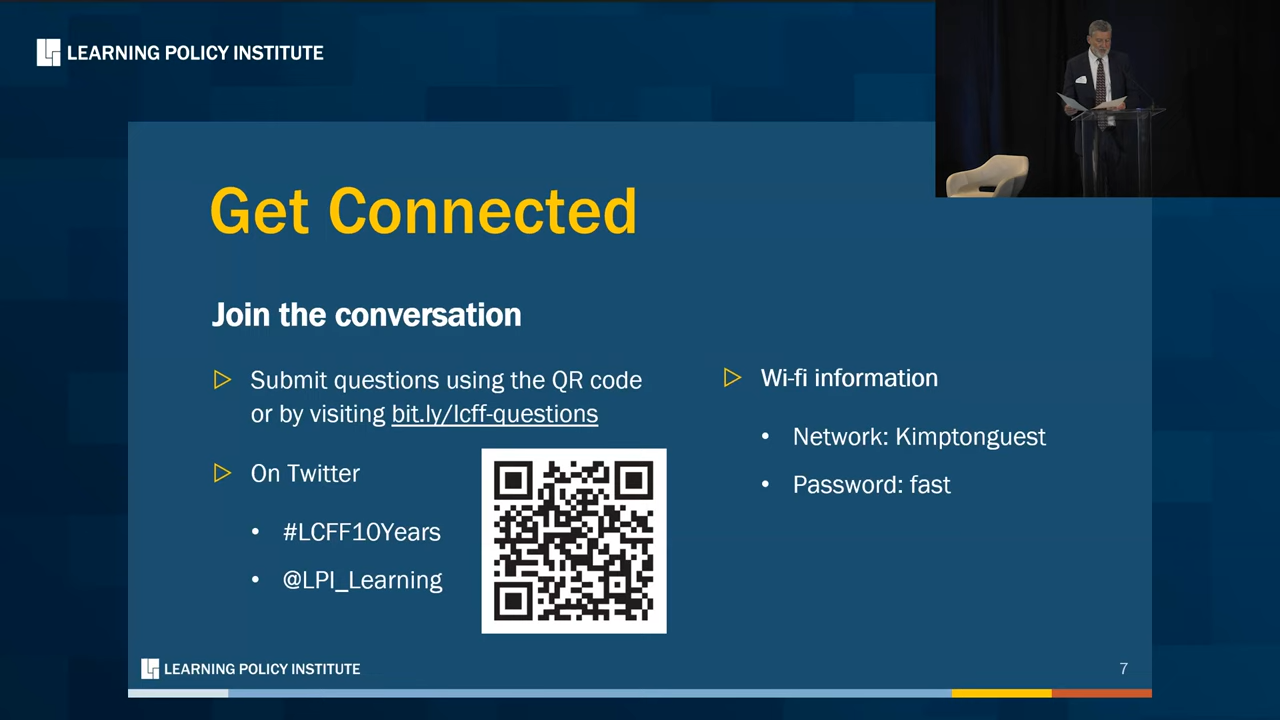 LEARNING POLICY INSTITUTE
Get Connected
Join the conversation
Submit questions using the QR code
or by visiting bit.ly/lcff-questions
On Twitter
#LCFF10Years
@LPI_Learning
Wi-fi information
Network: Kimptonguest
Password: fast
LEARNING POLICY INSTITUTE
7